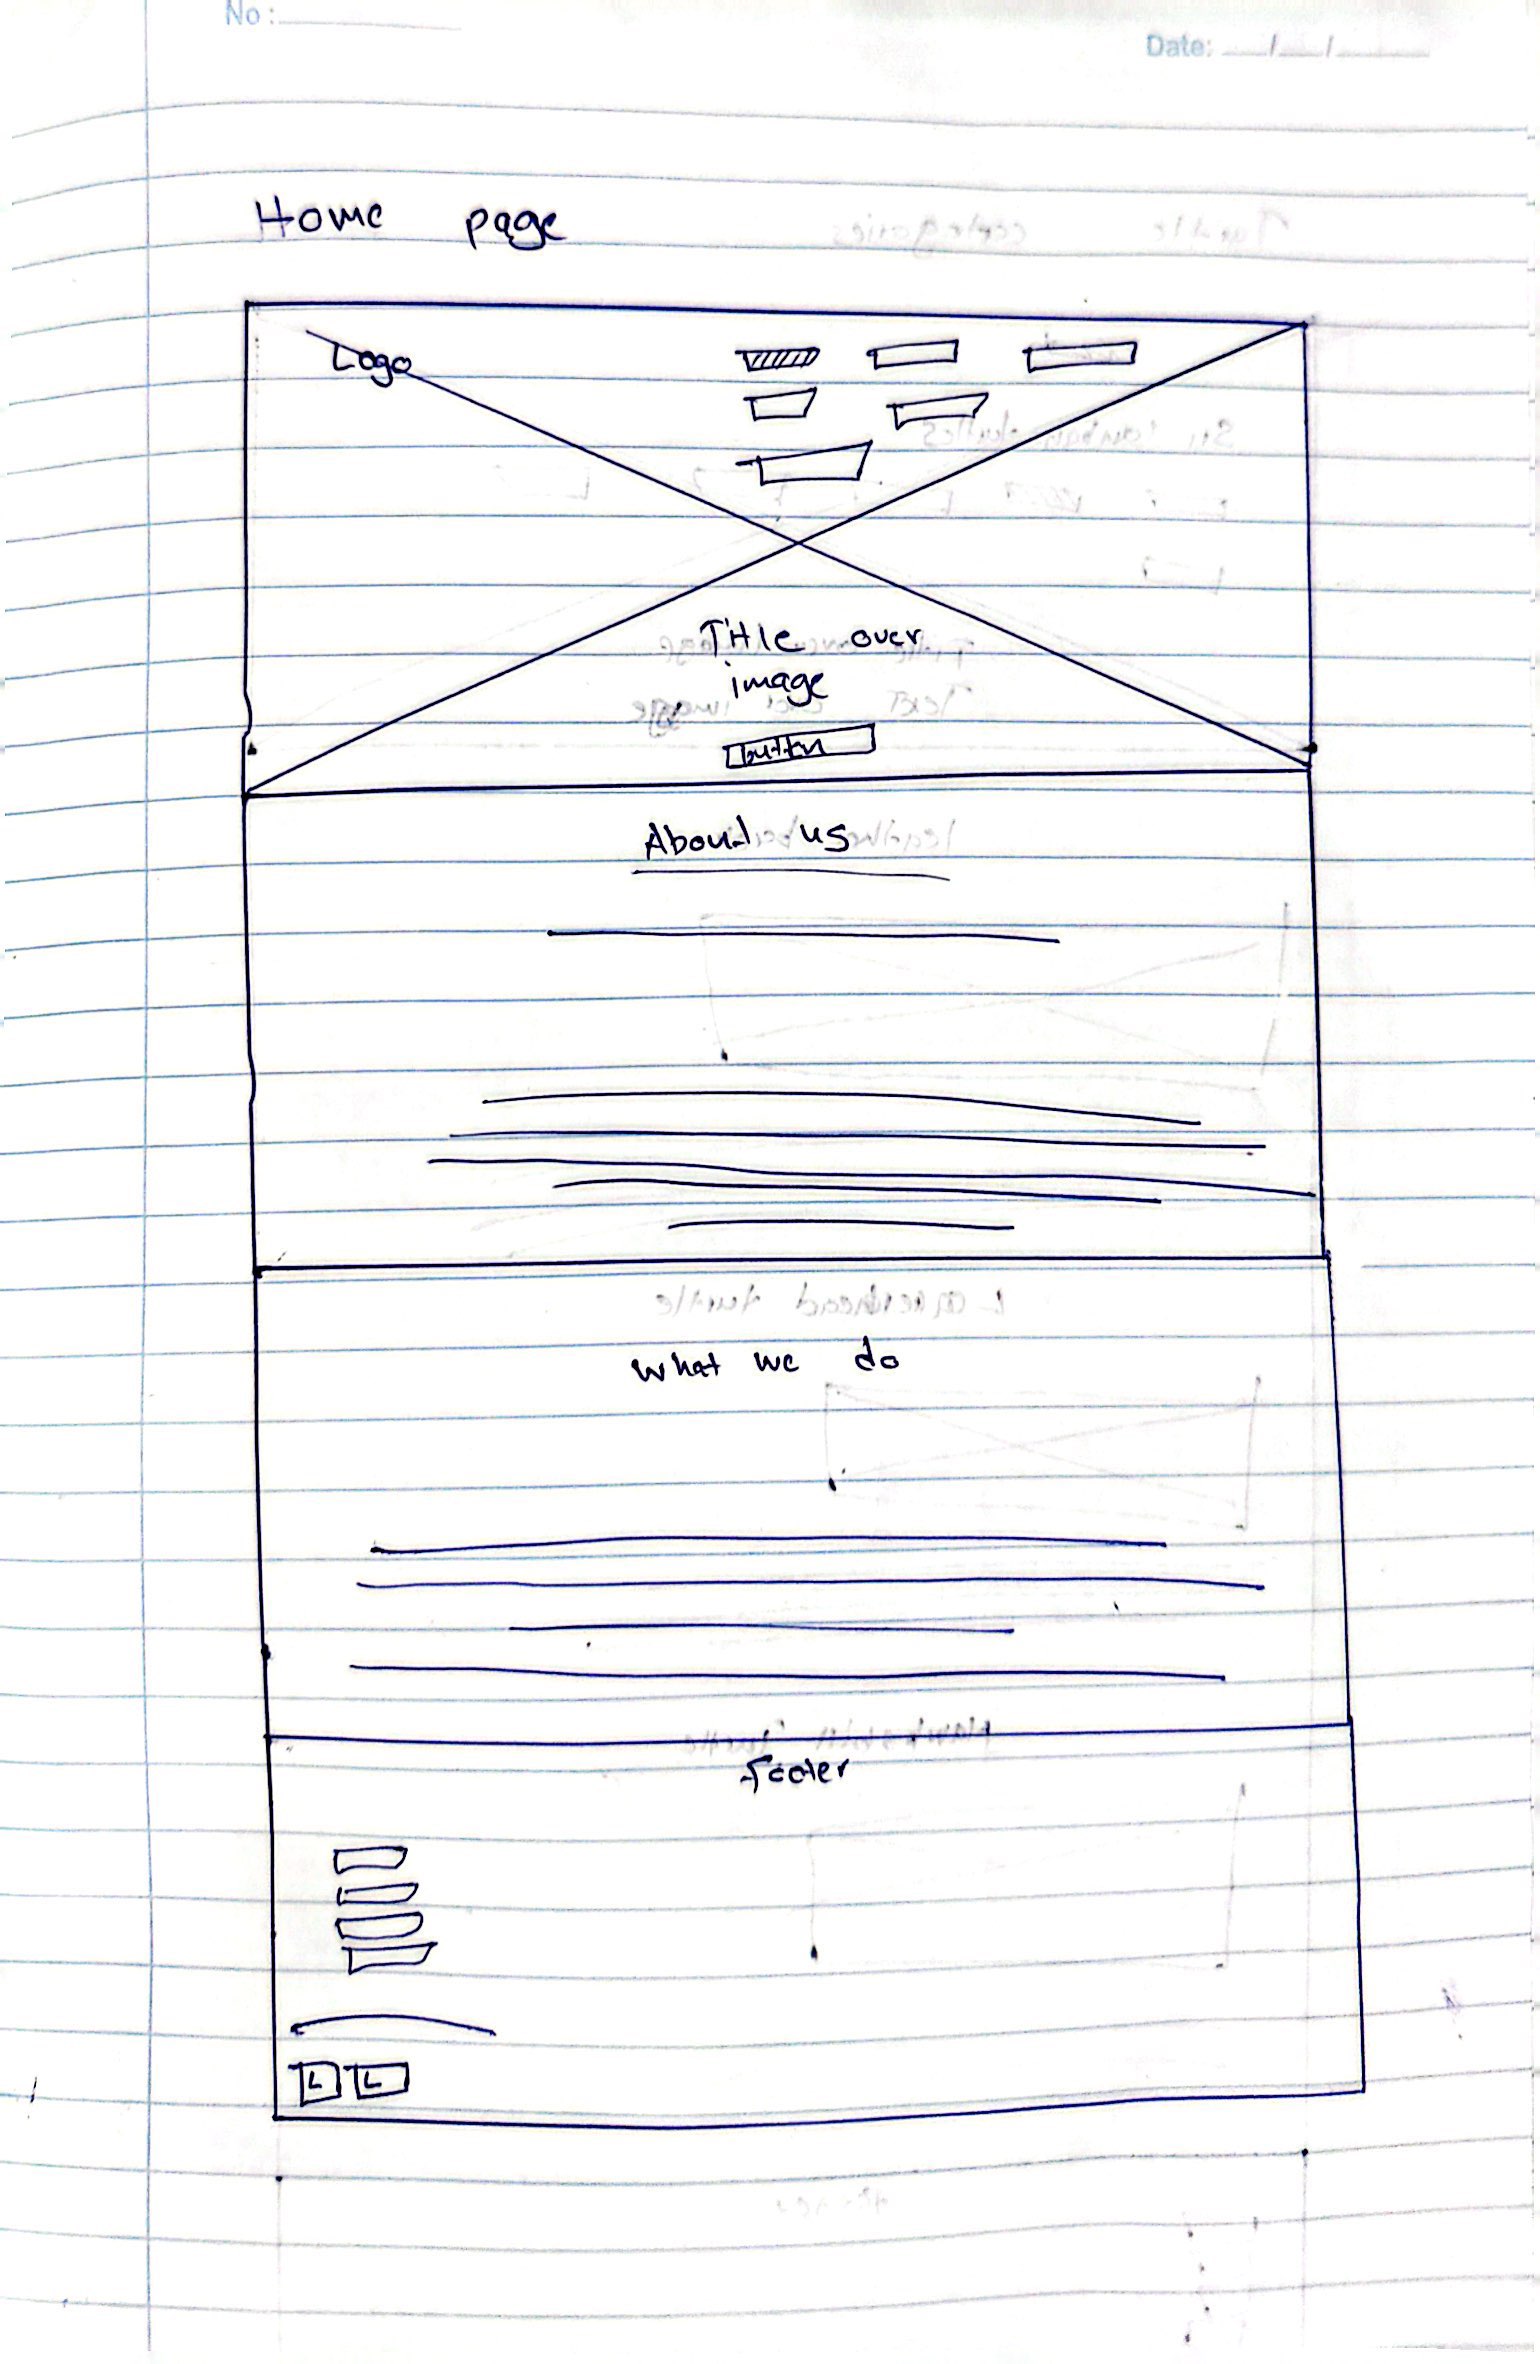 No:
Date: / /
Home page
Logo
Title over
image
button
About us
what we do
footer
L L